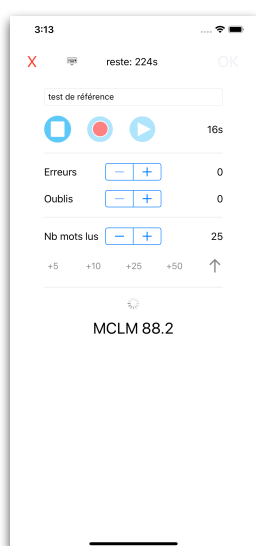 3:13
X reste: 224s OK
test de référence
16s
Erreurs − + 0
Oublis − + 0
Nb mots lus − + 25
+5 +10 +25 +50 ↑
MCLM 88.2